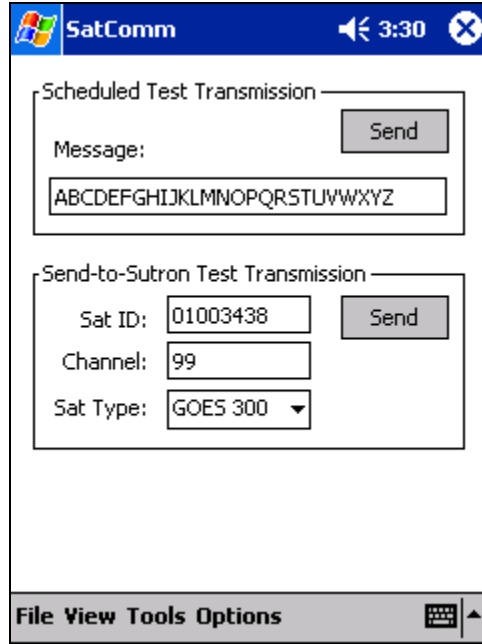 SatComm 3:30
Scheduled Test Transmission
Send
Message:
ABCDEFGHIJKLMNOPQRSTUVWXYZ
Send-to-Sutron Test Transmission
Sat ID: 01003438 Send
Channel: 99
Sat Type: GOES 300
File View Tools Options